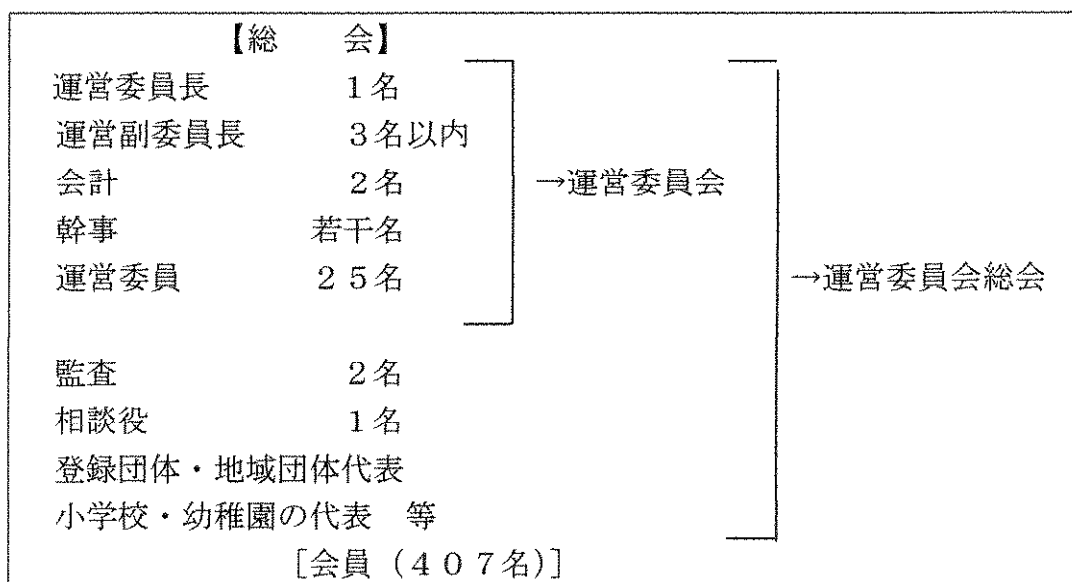 【総　　会】
運営委員長　1名
運営副委員長　3名以内
会計　2名
→運営委員会
幹事　若干名
運営委員　２５名
→運営委員会総会
監査　2名
相談役　1名
登録団体・地域団体代表
小学校・幼稚園の代表　等
［会員（４０７名）］